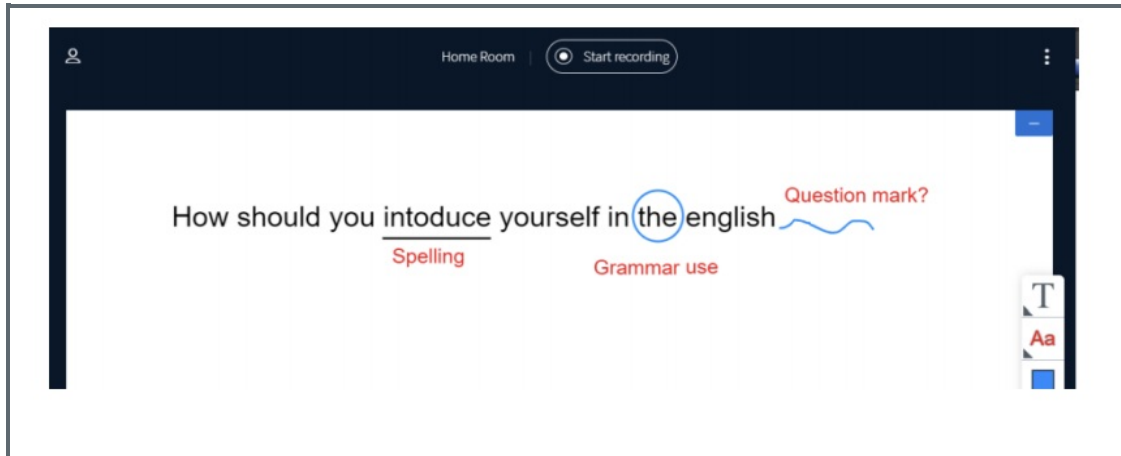 Home Room
Start recording
Question mark?
How should you intoduce yourself in the english
Spelling
Grammar use
T
Aa